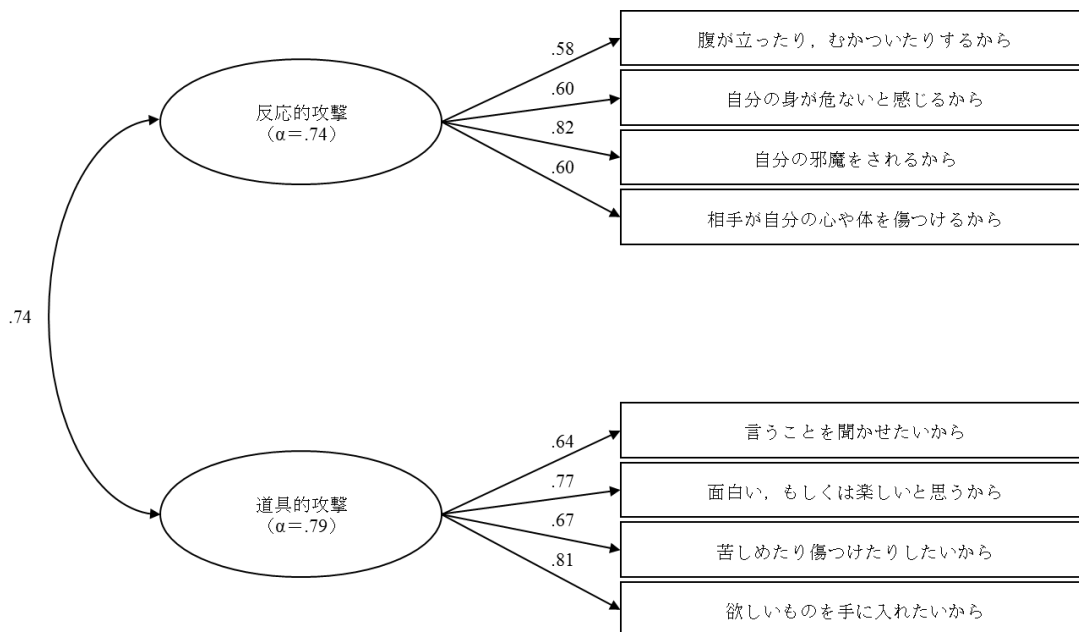 腹が立ったり，むかついたりするから
.58
反応的攻撃
（α＝.74）
.60
自分の身が危ないと感じるから
.82
自分の邪魔をされるから
.60
相手が自分の心や体を傷つけるから
.74
言うことを聞かせたいから
.64
.77
面白い，もしくは楽しいと思うから
道具的攻撃
（α＝.79）
.67
苦しめたり傷つけたりしたいから
.81
欲しいものを手に入れたいから